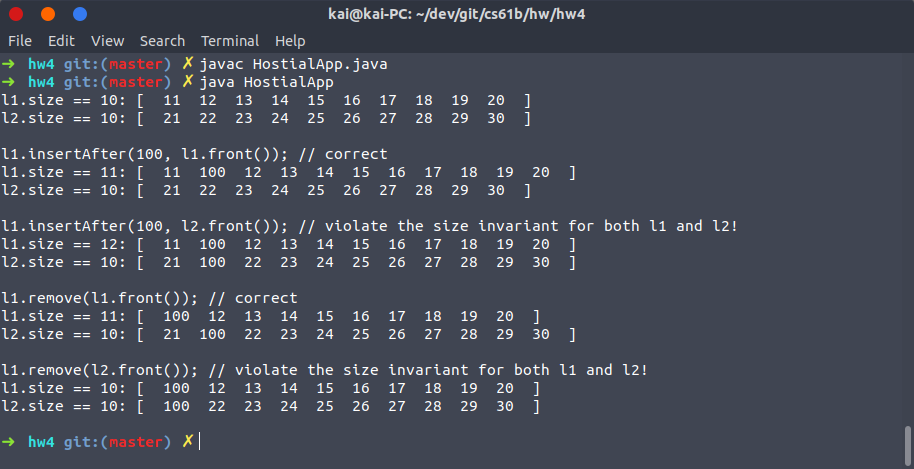 kai@kai-PC: ~/dev/git/cs61b/hw/hw4
File Edit View Search Terminal Help
➜ hw4 git:(master) ✗ javac HostialApp.java
➜ hw4 git:(master) ✗ java HostialApp
l1.size == 10: [ 11 12 13 14 15 16 17 18 19 20 ]
l2.size == 10: [ 21 22 23 24 25 26 27 28 29 30 ]
l1.insertAfter(100, l1.front()); // correct
l1.size == 11: [ 11 100 12 13 14 15 16 17 18 19 20 ]
l2.size == 10: [ 21 22 23 24 25 26 27 28 29 30 ]
l1.insertAfter(100, l2.front()); // violate the size invariant for both l1 and l2!
l1.size == 12: [ 11 100 12 13 14 15 16 17 18 19 20 ]
l2.size == 10: [ 21 100 22 23 24 25 26 27 28 29 30 ]
l1.remove(l1.front()); // correct
l1.size == 11: [ 100 12 13 14 15 16 17 18 19 20 ]
l2.size == 10: [ 21 100 22 23 24 25 26 27 28 29 30 ]
l1.remove(l2.front()); // violate the size invariant for both l1 and l2!
l1.size == 10: [ 100 12 13 14 15 16 17 18 19 20 ]
l2.size == 10: [ 100 22 23 24 25 26 27 28 29 30 ]
➜ hw4 git:(master) ✗